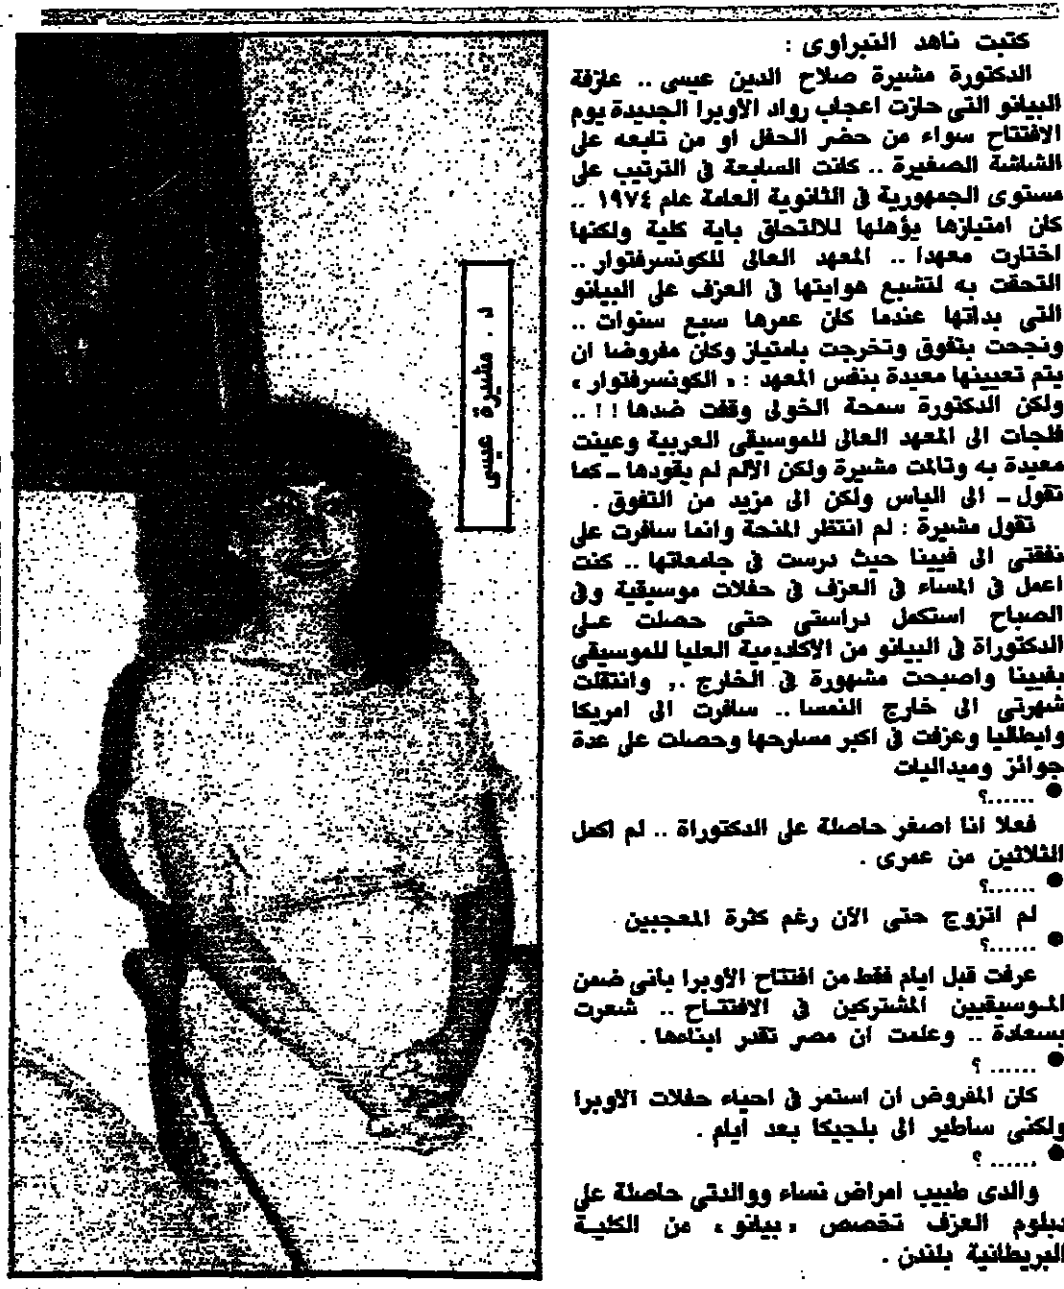 كتبت ناهد النبراوى :
الدكتورة مشيرة صلاح الدين عيسى .. عازفة
البيانو التى حازت اعجاب رواد الأوبرا الجديدة يوم
الافتتاح سواء من حضر الحفل او من تابعه على
الشاشة الصغيرة .. كانت السابعة فى الترتيب على
مستوى الجمهورية فى الثانوية العامة عام ١٩٧٤ ..
كان امتيازها يؤهلها للالتحاق باية كلية ولكنها
اختارت معهدا .. المعهد العالى للكونسرفتوار ..
التحقت به لتشبع هوايتها فى العزف على البيانو
التى بداتها عندما كان عمرها سبع سنوات ..
ونجحت بتفوق وتخرجت بامتياز وكان مفروضا ان
يتم تعيينها معيدة بنفس المعهد : « الكونسرفتوار »
ولكن الدكتورة سمحة الخولى وقفت ضدها ! ! ..
فلجات الى المعهد العالى للموسيقى العربية وعينت
معيدة به وتالمت مشيرة ولكن الألم لم يقودها ـ كما
تقول ـ الى الياس ولكن الى مزيد من التفوق .
تقول مشيرة : لم انتظر المنحة وانما سافرت على
نفقتى الى فيينا حيث درست فى جامعاتها .. كنت
اعمل فى المساء فى العزف فى حفلات موسيقية وفى
الصباح استكمل دراستى حتى حصلت على
الدكتوراة فى البيانو من الاكاديمية العليا للموسيقى
بفيينا واصبحت مشهورة فى الخارج .. وانتقلت
شهرتى الى خارج النمسا .. سافرت الى امريكا
وايطاليا وعزفت فى اكبر مسارحها وحصلت على عدة
جوائز وميداليات
● ......؟
فعلا انا اصغر حاصلة على الدكتوراة .. لم اكمل
الثلاثين من عمرى .
● ......؟
لم اتزوج حتى الآن رغم كثرة المعجبين
● ......؟
عرفت قبل ايام فقط من افتتاح الأوبرا بأنى ضمن
الموسيقيين المشتركين فى الافتتاح .. شعرت
بسعادة .. وعلمت ان مصر تقدر ابناءها .
● ...... ؟
كان المفروض ان استمر فى احياء حفلات الاوبرا
ولكنى ساطير الى بلجيكا بعد ايام .
● ...... ؟
والدى طبيب امراض نساء ووالدتى حاصلة على
دبلوم العزف تخصص « بيانو » من الكلية
البريطانية بلندن .
د . مشيرة عيسى